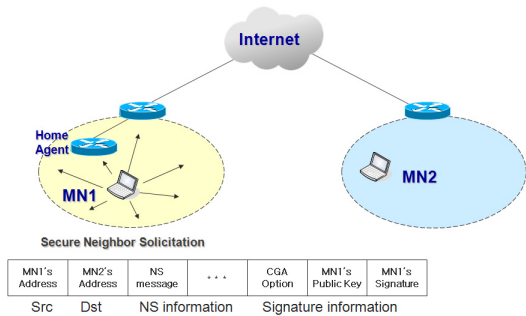 Internet
Home
Agent
MN1
MN2
Secure Neighbor Solicitation
MN1's Address
MN2's Address
NS message
...
CGA Option
MN1's Public Key
MN1's Signature
Src Dst NS information Signature information